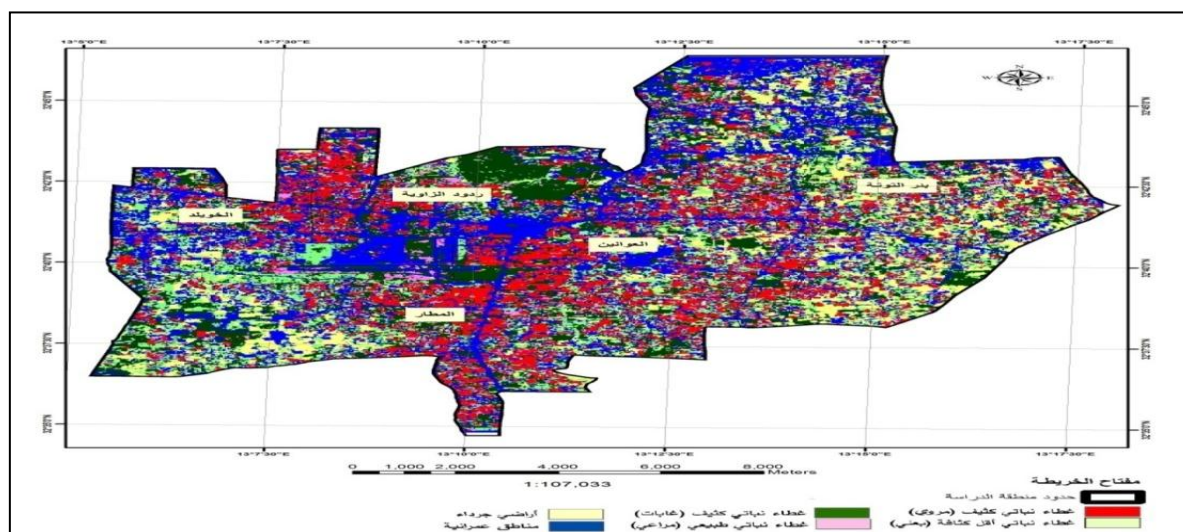 13°5'0"E 13°7'30"E 13°10'0"E 13°12'30"E 13°15'0"E 13°17'30"E
N
W E
S
بدر التوتة
ردود الزاوية
الخويلد
العوالين
المطار
13°7'30"E 13°10'0"E 13°12'30"E 13°15'0"E 13°17'30"E
0 1,000 2,000 4,000 6,000 8,000 Meters
1:107,033
مفتاح الخريطة
حدود منطقة الدراسة
غطاء نباتي كثيف (مروي) غطاء نباتي كثيف (غابات) أراضي جرداء
غطاء نباتي أقل كثافة (بعلي) غطاء نباتي طبيعي (مراعي) مناطق عمرانية